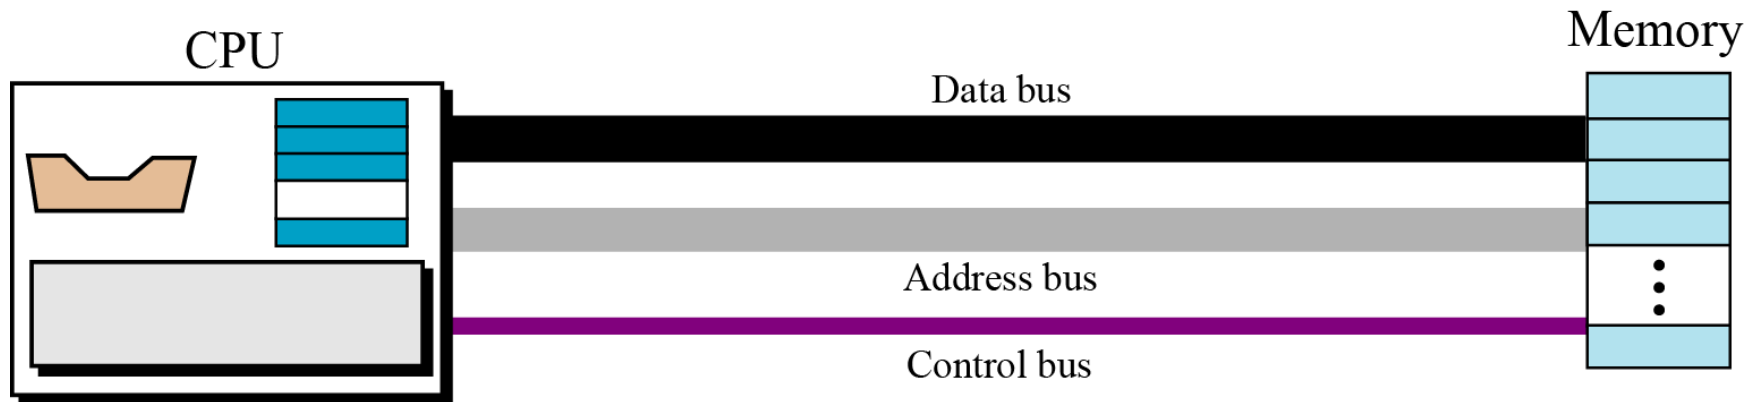 CPU
Memory
Data bus
Address bus
Control bus